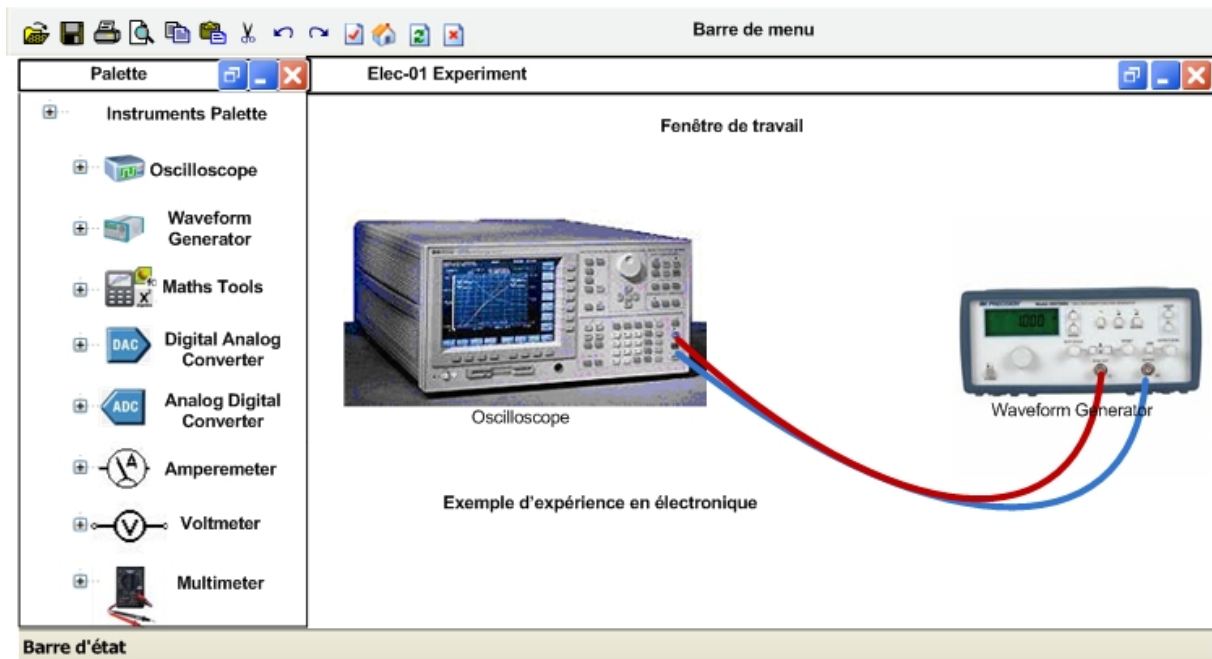 Barre de menu
Palette
Elec-01 Experiment
Instruments Palette
Oscilloscope
Waveform
Generator
Maths Tools
DAC
Digital Analog
Converter
ADC
Analog Digital
Converter
A
Amperemeter
V
Voltmeter
Multimeter
Fenêtre de travail
Oscilloscope
Waveform Generator
Exemple d'expérience en électronique
Barre d'état